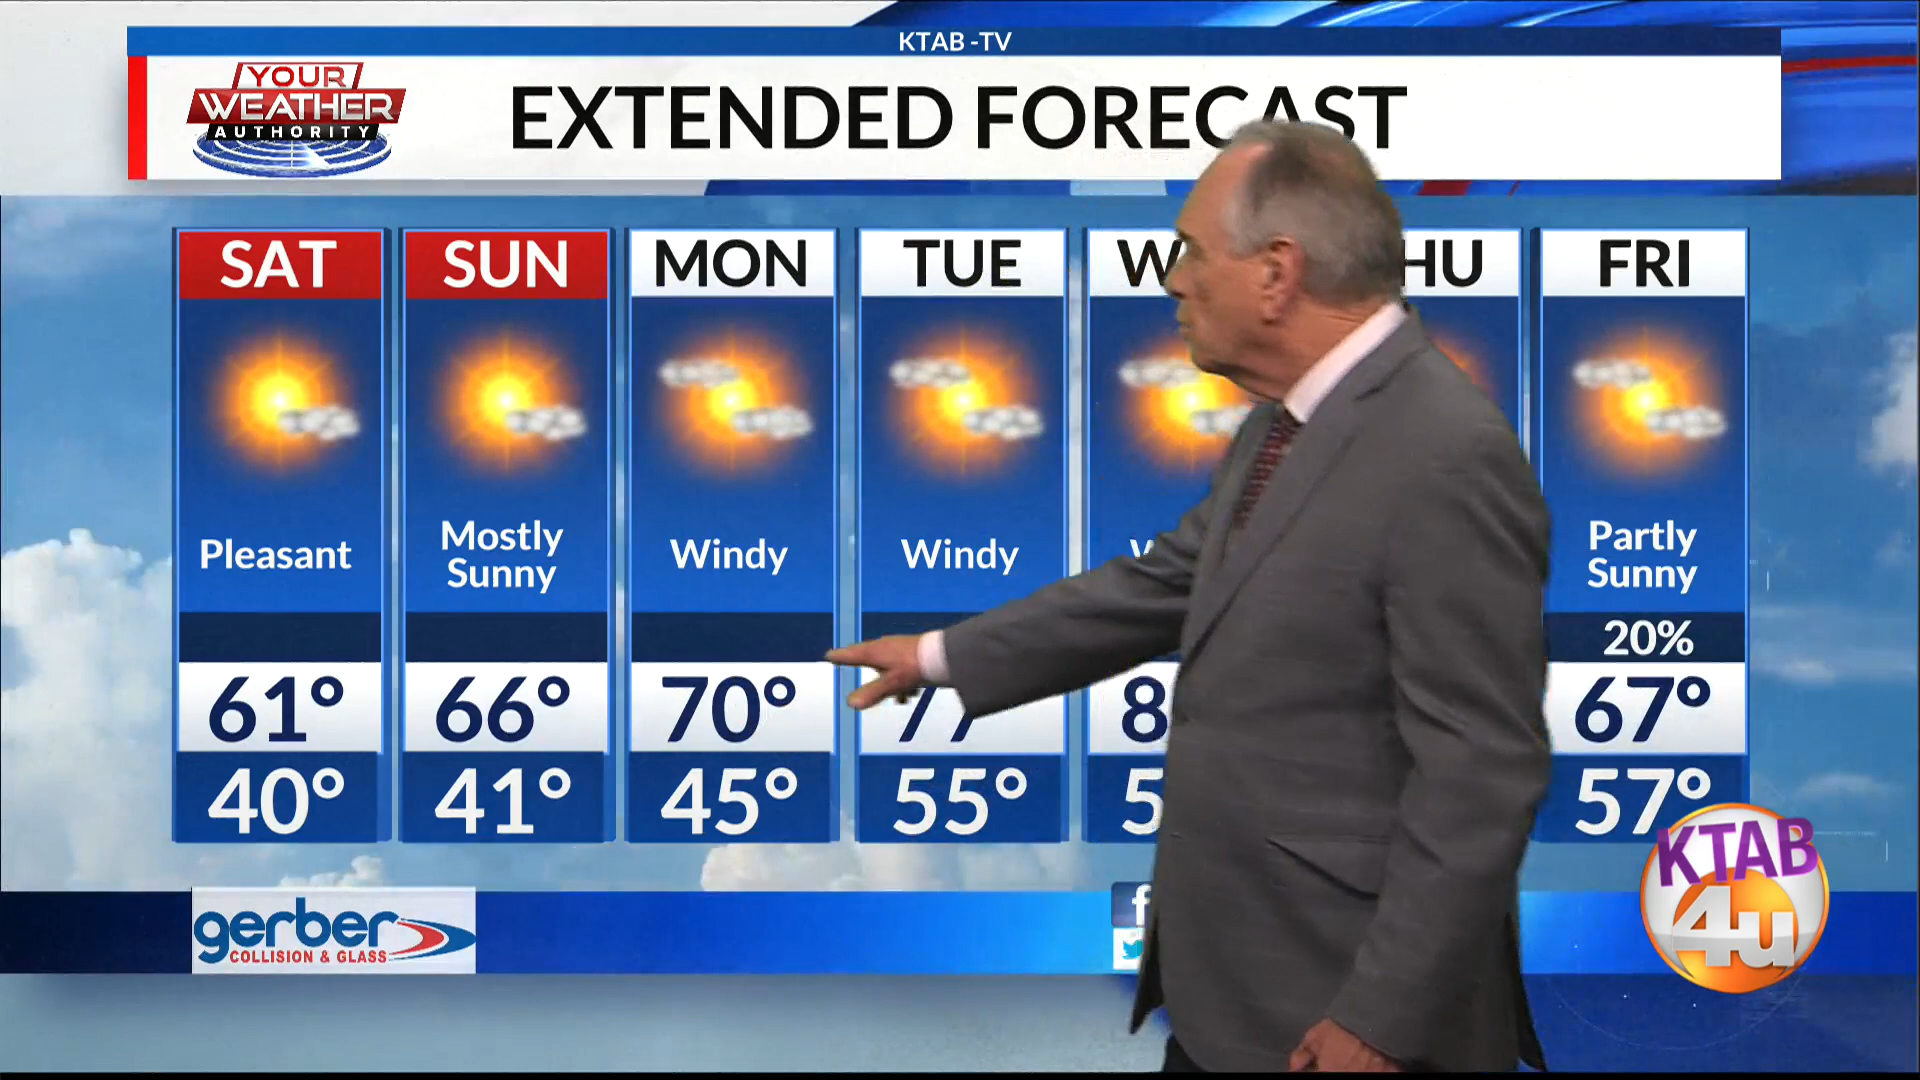 KTAB -TV
YOUR
WEATHER
AUTHORITY
EXTENDED FORECAST
SAT
SUN
MON
TUE
FRI
Pleasant
Mostly
Sunny
Windy
Windy
Partly
Sunny
20%
61°
66°
70°
77°
67°
40°
41°
45°
55°
57°
gerber
COLLISION & GLASS
f
KTAB
4u